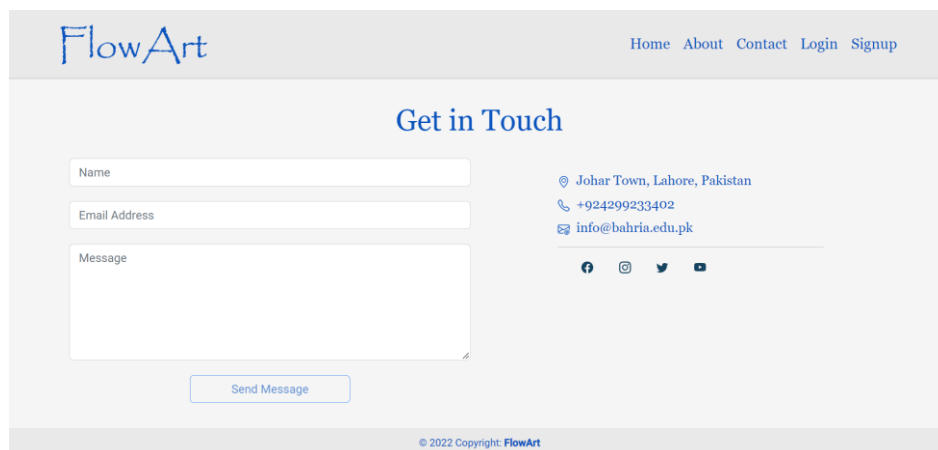 FlowArt
Home About Contact Login Signup
Get in Touch
Name
Email Address
Message
Send Message
Johar Town, Lahore, Pakistan
+924299233402
info@bahria.edu.pk
© 2022 Copyright: FlowArt